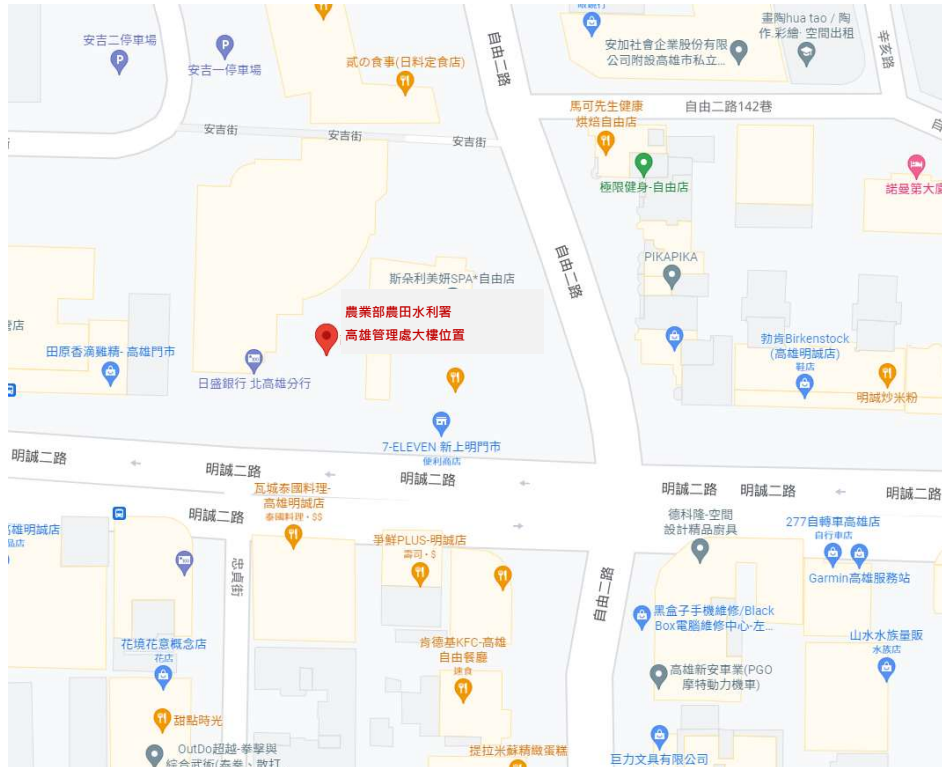 眼鏡行
安吉二停車場
安吉一停車場
貳の食事(日料定食店)
自由二路
安加社會企業股份有限
公司附設高雄市私立...
畫陶hua tao / 陶
作.彩繪· 空間出租
辛亥路
安吉街
安吉街
安吉街
馬可先生健康
烘焙自由店
自由二路142巷
極限健身-自由店
諾曼第大廈
自由二路
斯朵利美妍SPA*自由店
PIKAPIKA
農業部農田水利署
高雄管理處大樓位置
田原香滴雞精- 高雄門市
日盛銀行 北高雄分行
勃肯Birkenstock
(高雄明誠店)
鞋店
明誠炒米粉
7-ELEVEN 新上明門市
便利商店
明誠二路
明誠二路
明誠二路
明誠二路
明誠二路
明誠二路
明誠二路
瓦城泰國料理-
高雄明誠店
泰國料理・$$
德科隆-空間
設計精品廚具
277自轉車高雄店
自行車店
Garmin高雄服務站
高雄明誠店
爭鮮PLUS-明誠店
壽司・$
忠貞街
自由二路
黑盒子手機維修/Black
Box電腦維修中心-左...
花境花意概念店
花店
肯德基KFC-高雄
自由餐廳
速食
山水水族量販
水族店
高雄新安車業(PGO
摩特動力機車)
甜點時光
OutDo超越-拳擊與
綜合武術(泰拳、散打
提拉米蘇精緻蛋糕
巨力文具有限公司